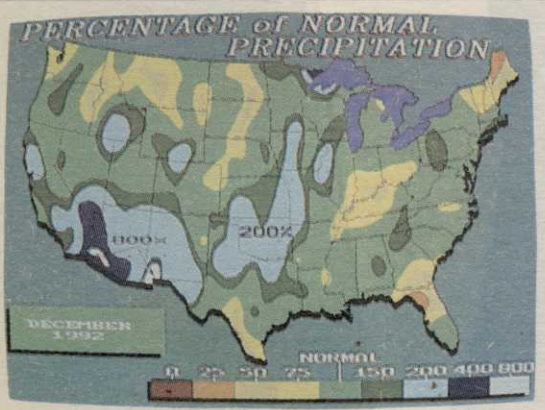 PERCENTAGE of NORMAL
PRECIPITATION
800%
200%
DECEMBER
1992
NORMAL
0 25 50 75 150 200 400 800